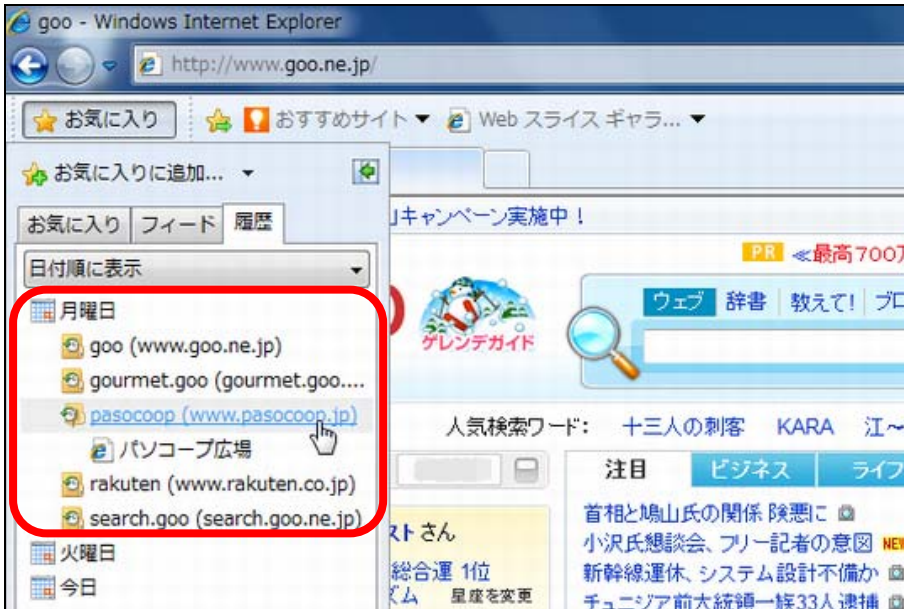 goo - Windows Internet Explorer
http://www.goo.ne.jp/
お気に入り おすすめサイト ▼ Web スライス ギャラ... ▼
お気に入りに追加... ▼
お気に入り フィード 履歴
日付順に表示
月曜日
goo (www.goo.ne.jp)
gourmet.goo (gourmet.goo....
pasocoop (www.pasocoop.jp)
パソコープ広場
rakuten (www.rakuten.co.jp)
search.goo (search.goo.ne.jp)
火曜日
今日
キャンペーン実施中！
PR ≪最高700万
ゲレンデガイド
ウェブ 辞書 教えて! ブロ
人気検索ワード: 十三人の刺客 KARA 江～
注目 ビジネス ライフ
首相と鳩山氏の関係 険悪に
小沢氏懇談会、フリー記者の意図 NEW
新幹線運休、システム設計不備か
チュニジア前大統領一族33人逮捕
スト さん
総合運 1位
ズム 星座を変更